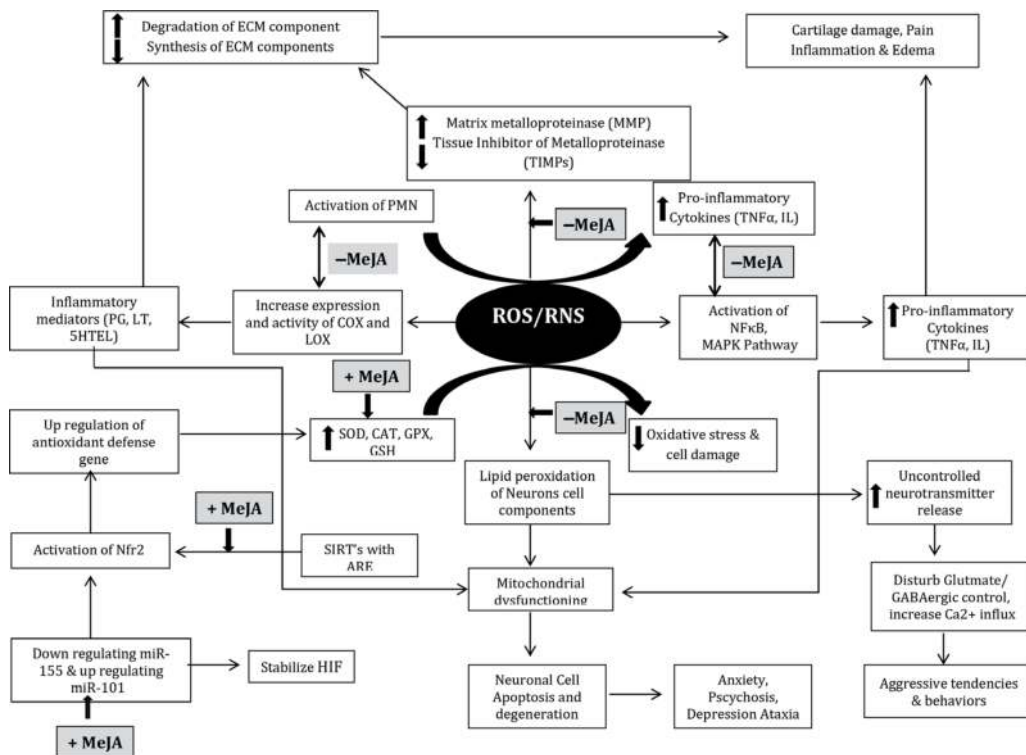 Degradation of ECM component
Synthesis of ECM components
Cartilage damage, Pain
Inflammation & Edema
Matrix metalloproteinase (MMP)
Tissue Inhibitor of Metalloproteinase
(TIMPs)
Activation of PMN
–MeJA
Pro-inflammatory
Cytokines (TNFα, IL)
–MeJA
–MeJA
Inflammatory
mediators (PG, LT,
5HTEL)
Increase expression
and activity of COX and
LOX
ROS/RNS
Activation of
NFκB,
MAPK Pathway
Pro-inflammatory
Cytokines
(TNFα, IL)
+ MeJA
–MeJA
Up regulation of
antioxidant defense
gene
SOD, CAT, GPX,
GSH
Oxidative stress &
cell damage
Lipid peroxidation
of Neurons cell
components
Uncontrolled
neurotransmitter
release
+ MeJA
Activation of Nfr2
SIRT's with
ARE
Mitochondrial
dysfunctioning
Disturb Glutmate/
GABAergic control,
increase Ca2+ influx
Down regulating miR-
155 & up regulating
miR-101
Stabilize HIF
Neuronal Cell
Apoptosis and
degeneration
Anxiety,
Pscychosis,
Depression Ataxia
Aggressive tendencies
& behaviors
+ MeJA